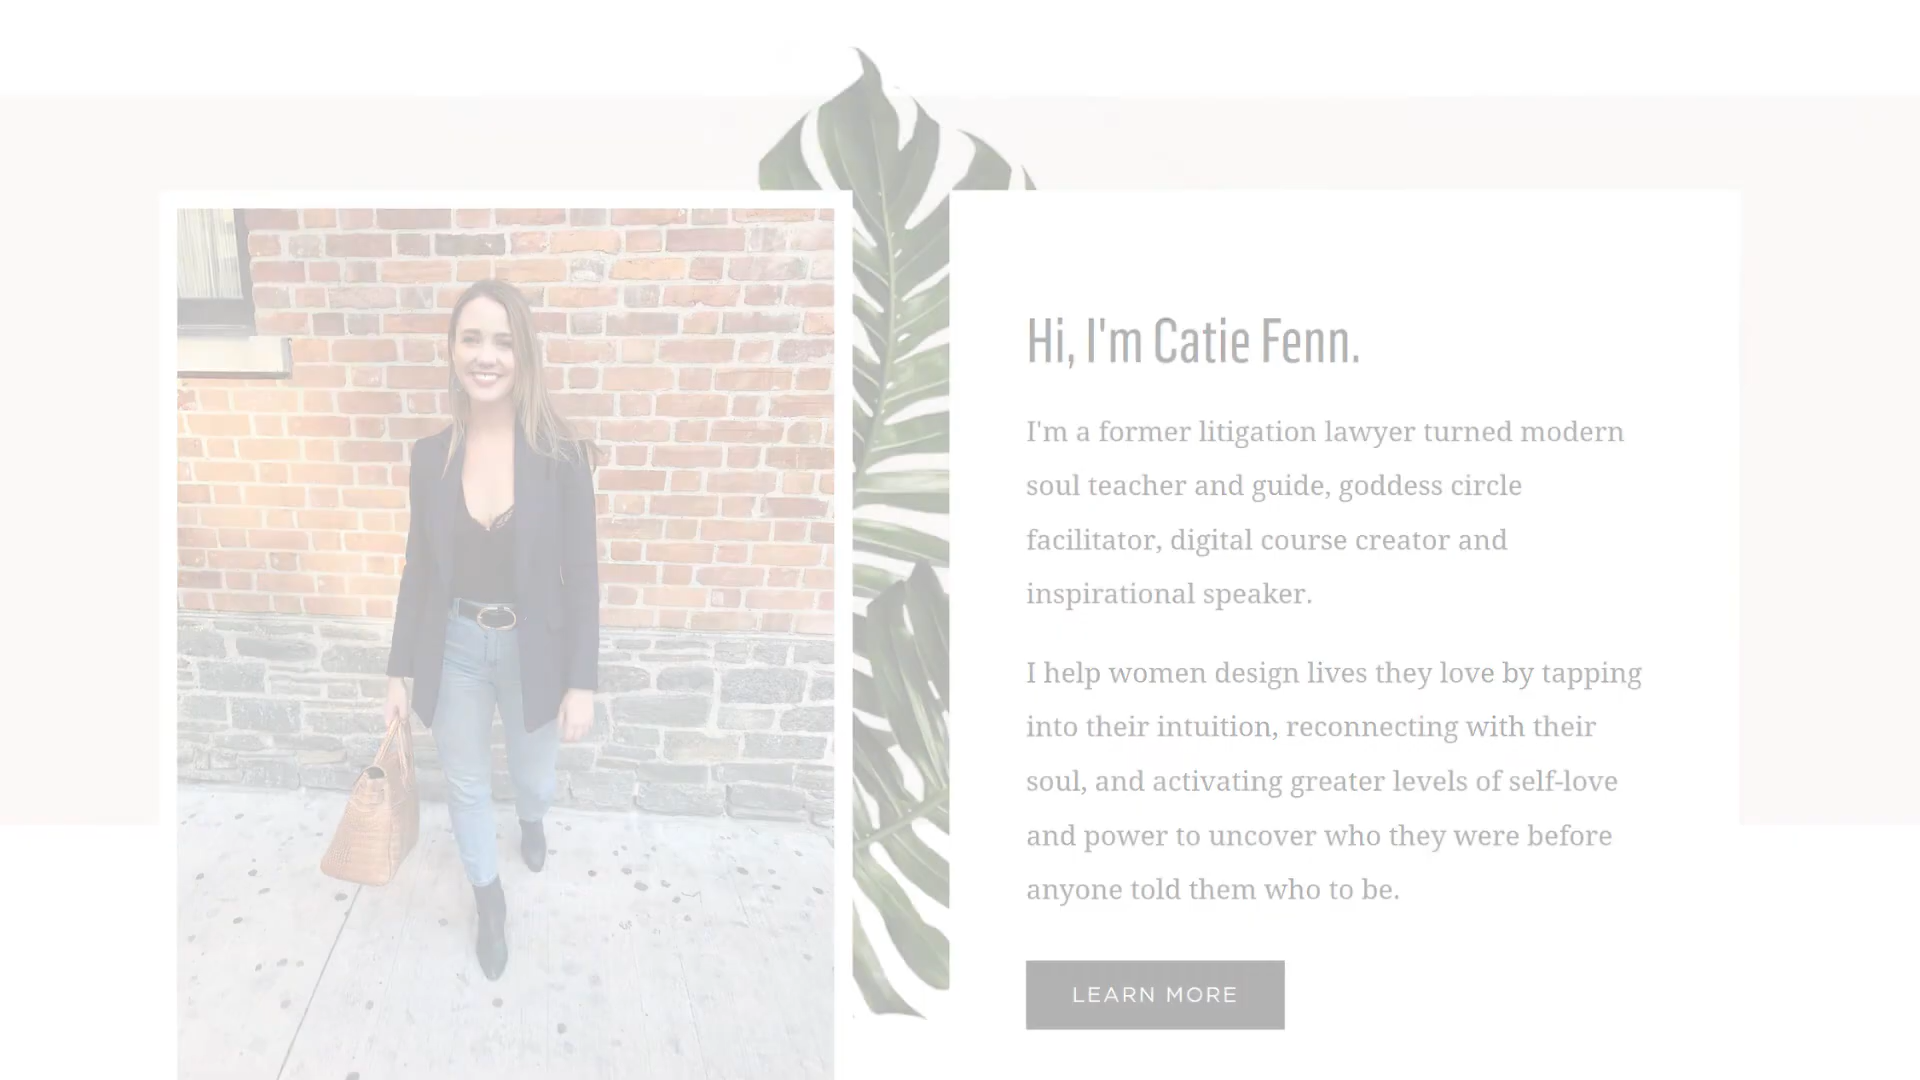 Hi, I'm Catie Fenn.
I'm a former litigation lawyer turned modern
soul teacher and guide, goddess circle
facilitator, digital course creator and
inspirational speaker.
I help women design lives they love by tapping
into their intuition, reconnecting with their
soul, and activating greater levels of self-love
and power to uncover who they were before
anyone told them who to be.
LEARN MORE